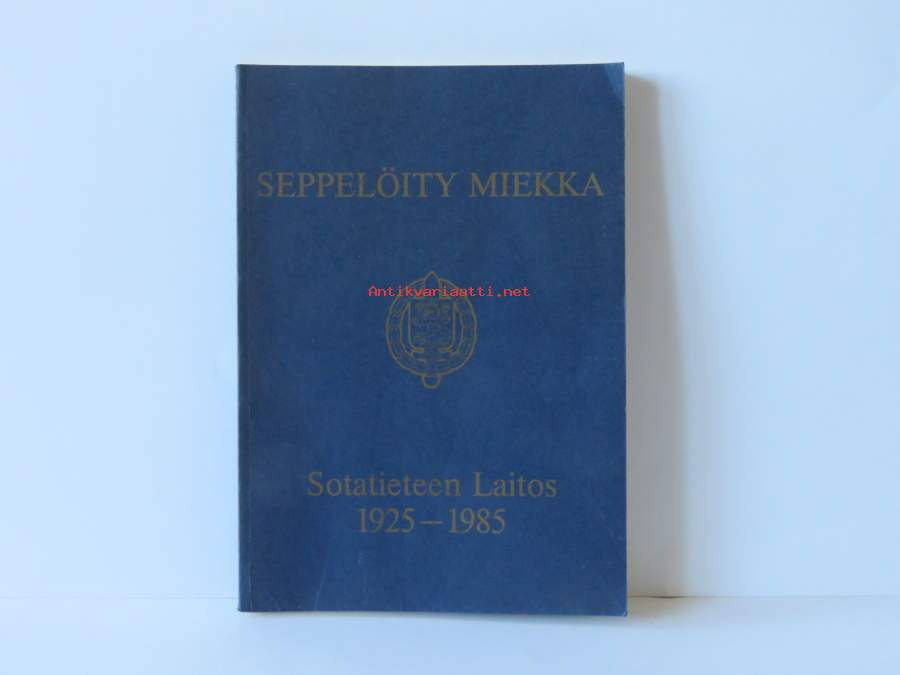 SEPPELÖITY MIEKKA
Antikvariaatti.net
Sotatieteen Laitos
1925 – 1985